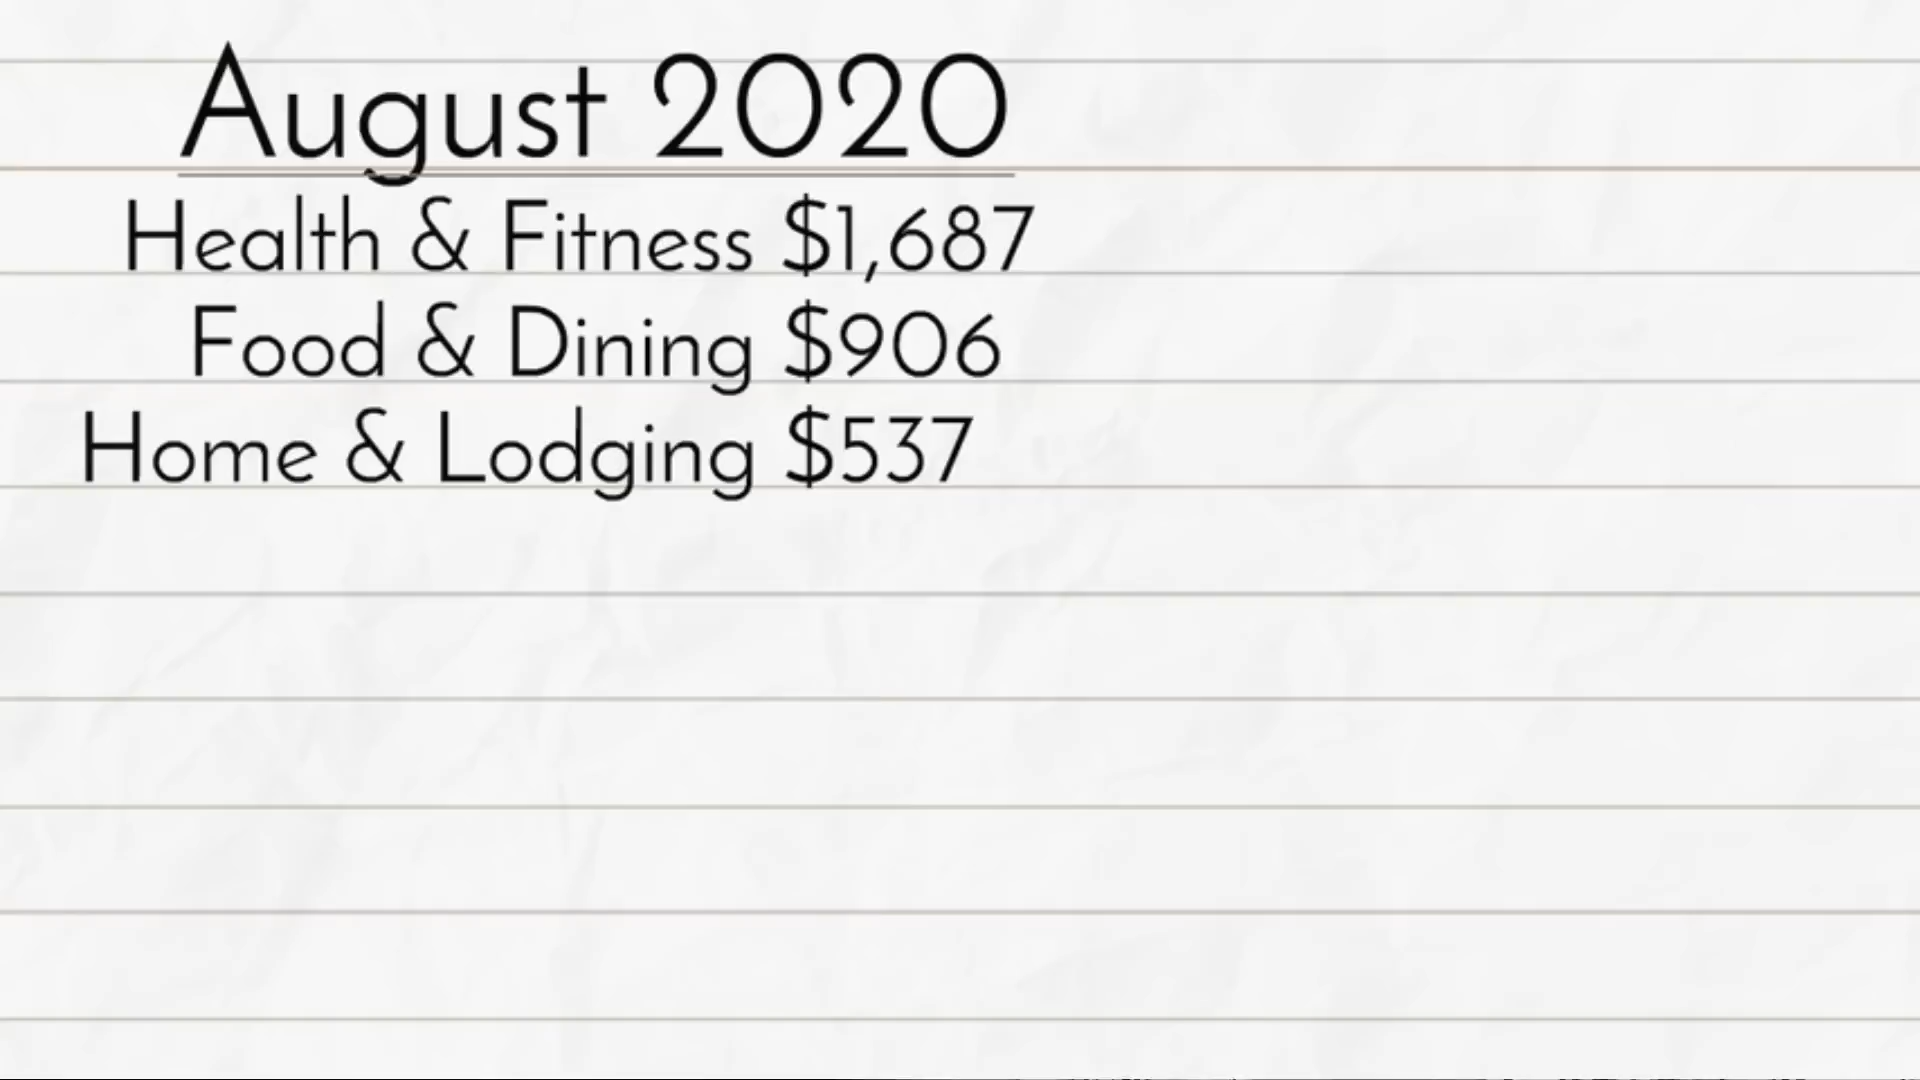 August 2020
Health & Fitness $1,687
Food & Dining $906
Home & Lodging $537